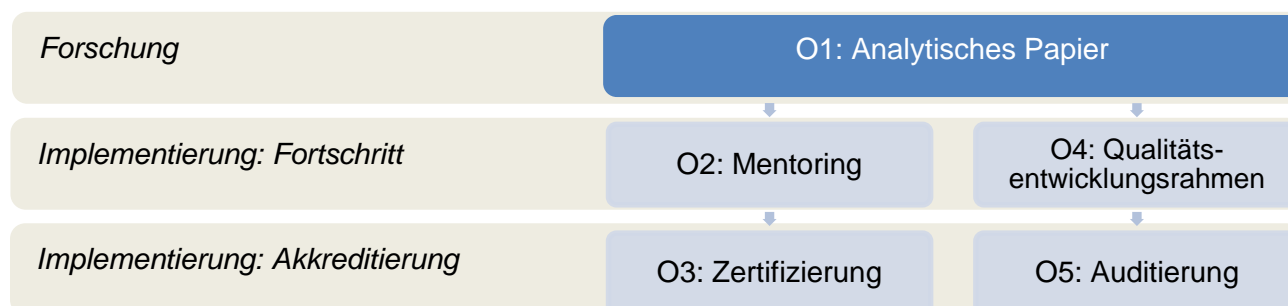 Forschung
O1: Analytisches Papier
Implementierung: Fortschritt
O2: Mentoring
O4: Qualitäts-
entwicklungsrahmen
Implementierung: Akkreditierung
O3: Zertifizierung
O5: Auditierung